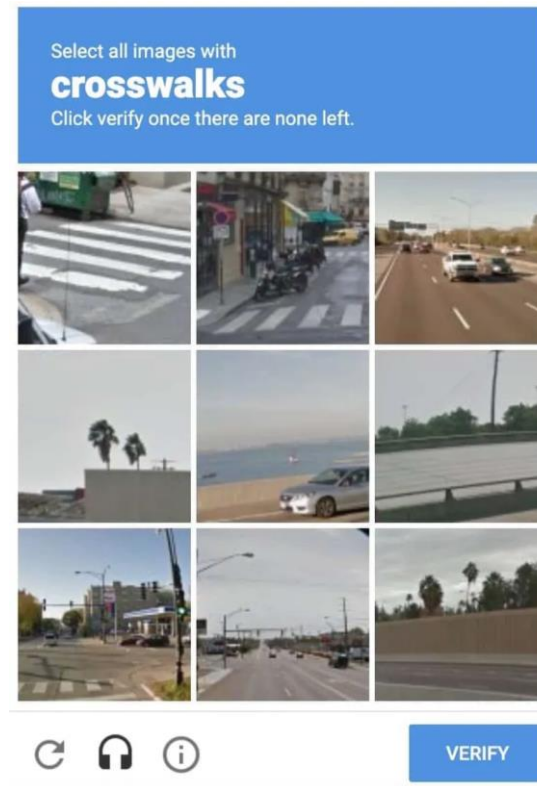 Select all images with
crosswalks
Click verify once there are none left.
VERIFY